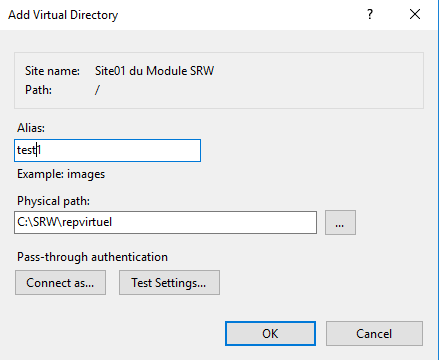 Add Virtual Directory
Site name: Site01 du Module SRW
Path: /
Alias:
test1
Example: images
Physical path:
C:\SRW\repvirtuel
...
Pass-through authentication
Connect as... Test Settings...
OK Cancel